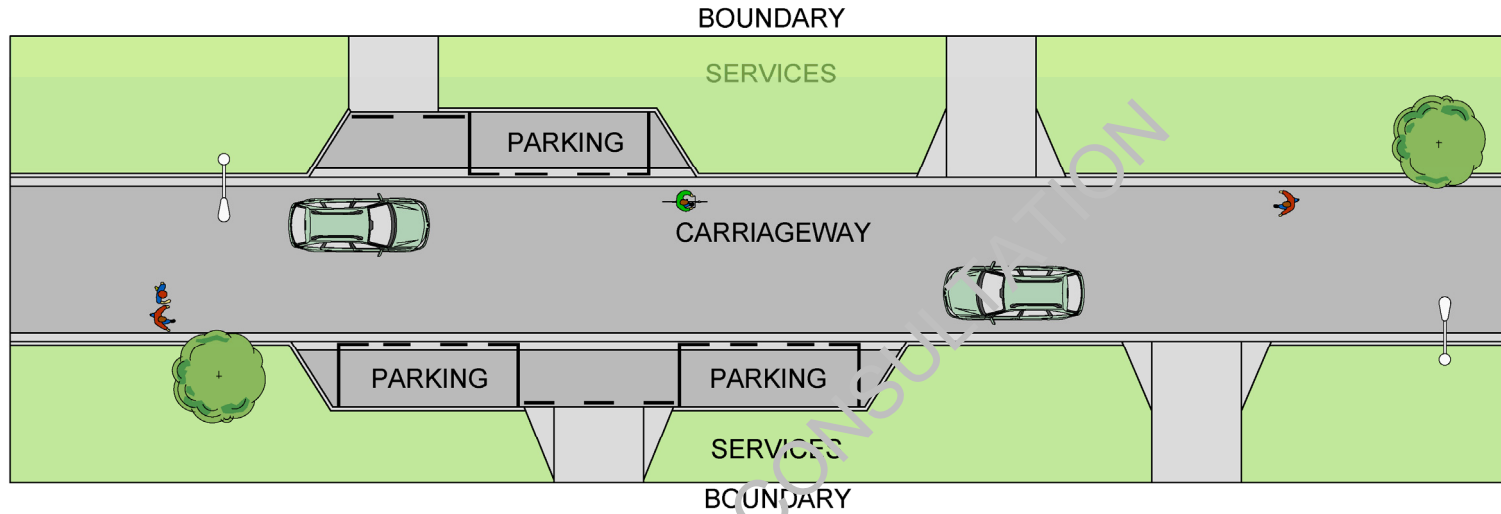 BOUNDARY
SERVICES
PARKING
CARRIAGEWAY
PARKING
PARKING
SERVICES
BOUNDARY
CONSULTATION